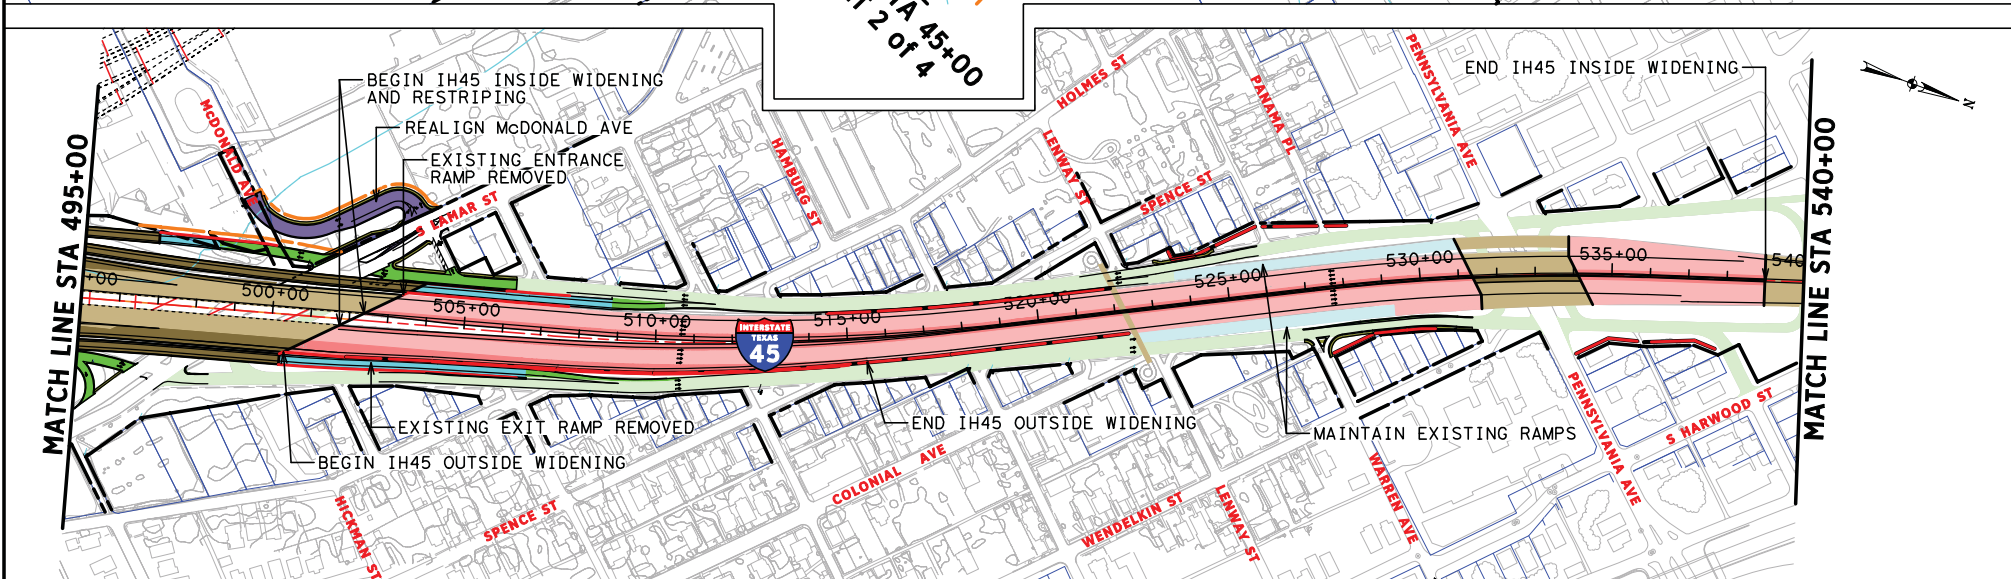 STA 45+00
2 of 4
MATCH LINE STA 495+00
BEGIN IH45 INSIDE WIDENING
AND RESTRIPING
REALIGN McDONALD AVE
EXISTING ENTRANCE
RAMP REMOVED
McDONALD AVE
S LAMAR ST
HAMBURG ST
HOLMES ST
LENWAY ST
SPENCE ST
PANAMA PL
PENNSYLVANIA AVE
END IH45 INSIDE WIDENING
N
MATCH LINE STA 540+00
+00
500+00
505+00
510+00
515+00
520+00
525+00
530+00
535+00
540
INTERSTATE
TEXAS
45
EXISTING EXIT RAMP REMOVED
BEGIN IH45 OUTSIDE WIDENING
END IH45 OUTSIDE WIDENING
MAINTAIN EXISTING RAMPS
HICKMAN ST
SPENCE ST
COLONIAL AVE
WENDELKIN ST
LENWAY ST
WARREN AVE
PENNSYLVANIA AVE
S HARWOOD ST